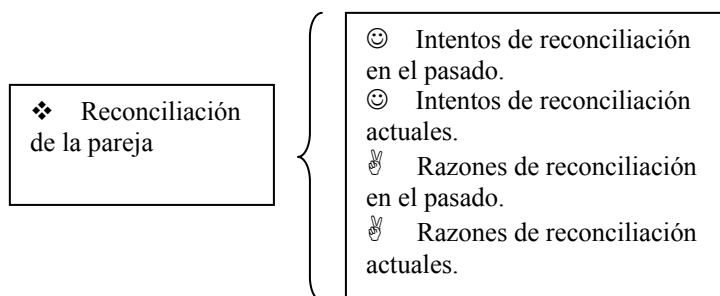 ❖ Reconciliación
de la pareja
☺ Intentos de reconciliación
en el pasado.
☺ Intentos de reconciliación
actuales.
✌ Razones de reconciliación
en el pasado.
✌ Razones de reconciliación
actuales.